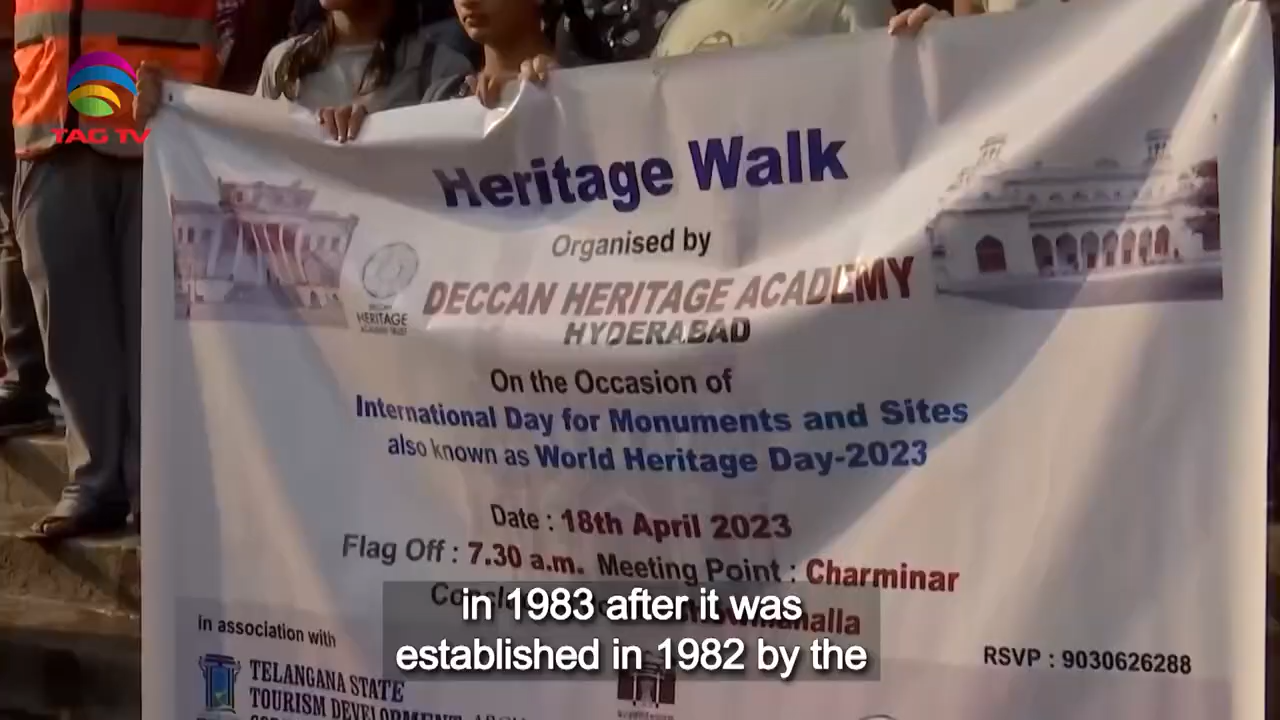 TAG TV
Heritage Walk
Organised by
DECCAN HERITAGE ACADEMY
HYDERABAD
HERITAGE
On the Occasion of
International Day for Monuments and Sites
also known as World Heritage Day-2023
Date : 18th April 2023
Flag Off : 7.30 a.m. Meeting Point : Charminar
in 1983 after it was
established in 1982 by the
in association with
TELANGANA STATE
TOURISM DEVELOPMENT
RSVP : 9030626288